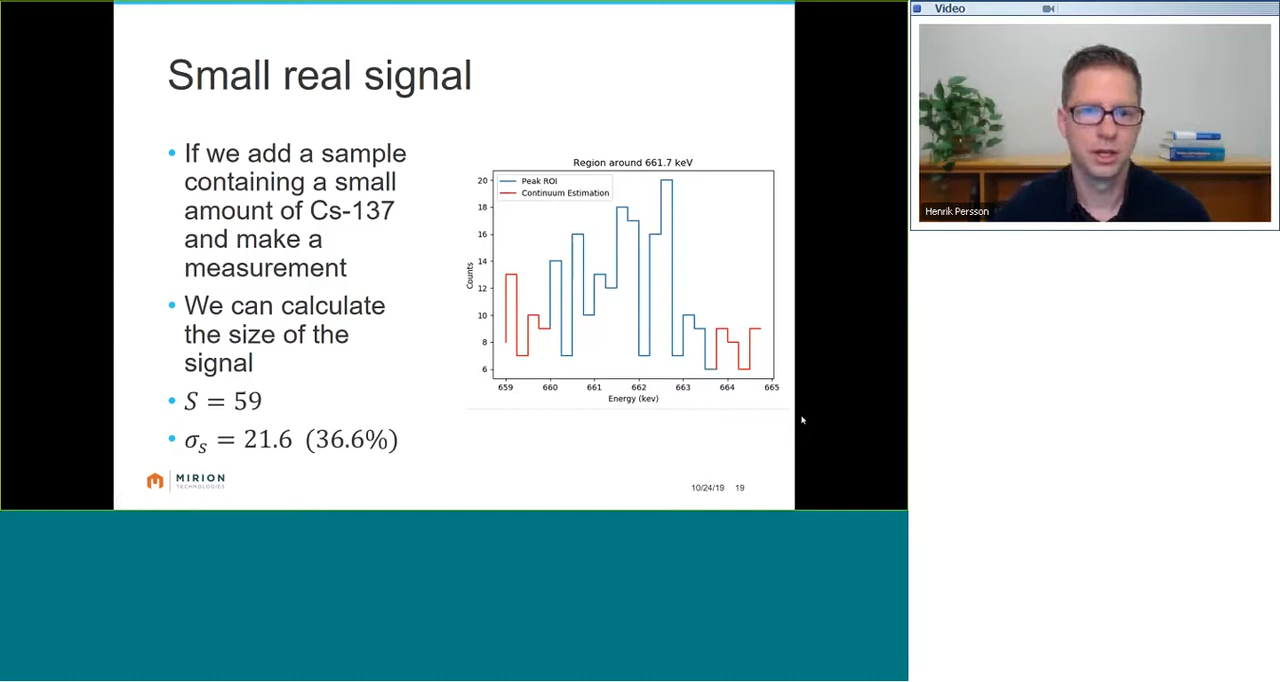 Small real signal
• If we add a sample
containing a small
amount of Cs-137
and make a
measurement
• We can calculate
the size of the
signal
• S = 59
• σₛ = 21.6 (36.6%)
Region around 661.7 keV
Peak ROI
Continuum Estimation
20
18
16
14
12
10
8
6
Counts
659 660 661 662 663 664 665
Energy (kev)
MIRION
TECHNOLOGIES
10/24/19 19
Video
Henrik Persson